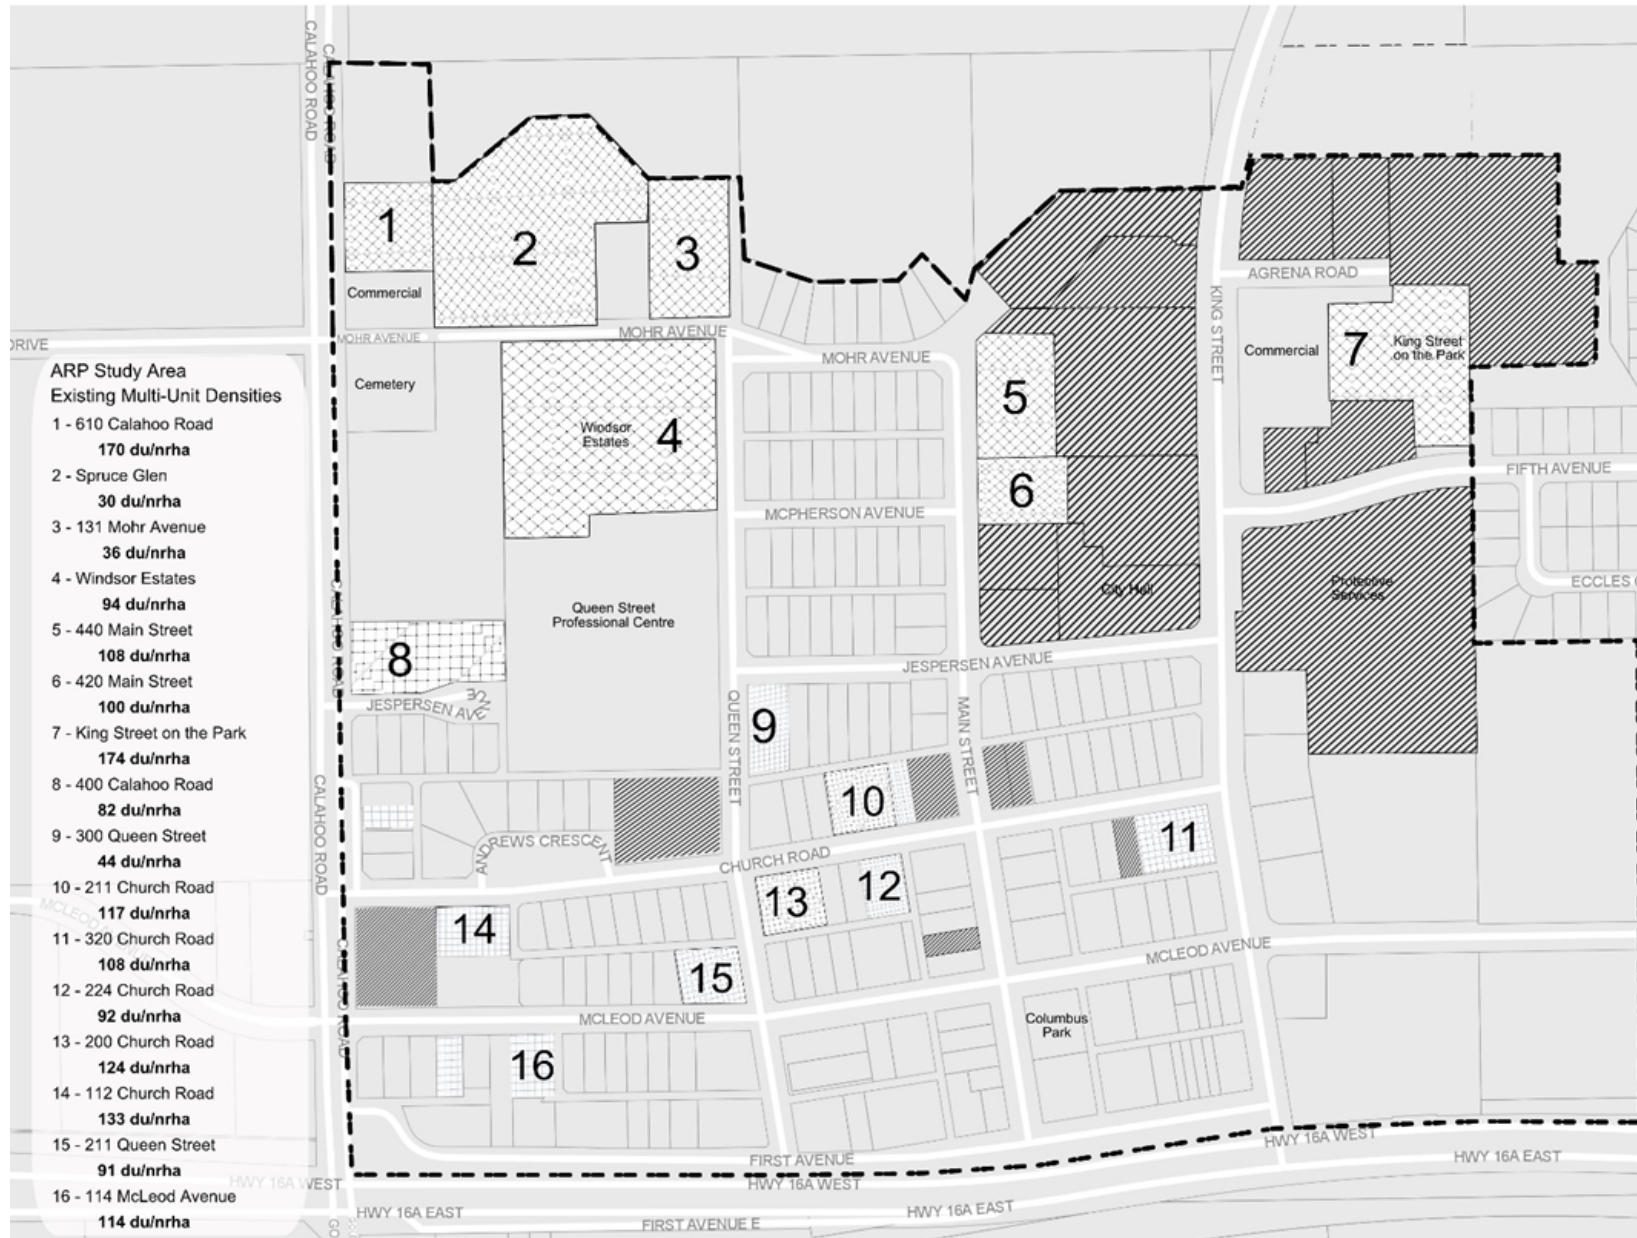 CALAHOO ROAD
CALAHOO ROAD
1
2
3
Commercial
MOHR AVENUE
MOHR AVENUE
DRIVE
MOHR AVENUE
AGRENA ROAD
KING STREET
Commercial
7
King Street
on the Park
Cemetery
Windsor
Estates
4
5
6
FIFTH AVENUE
MCPHERSON AVENUE
City Hall
Protective
Services
ECCLES
Queen Street
Professional Centre
CALAHOO ROAD
8
JESPERSEN AVENUE
JESPERSEN AVENUE
QUEEN STREET
MAIN STREET
9
10
11
CALAHOO ROAD
ANDREWS CRESCENT
CHURCH ROAD
12
13
14
15
CALAHOO ROAD
MCLEOD AVENUE
MCLEOD AVENUE
Columbus
Park
16
FIRST AVENUE
HWY 16A WEST
HWY 16A WEST
HWY 16A WEST
HWY 16A EAST
HWY 16A EAST
HWY 16A EAST
FIRST AVENUE E
GO
ARP Study Area
Existing Multi-Unit Densities
1 - 610 Calahoo Road
170 du/nrha
2 - Spruce Glen
30 du/nrha
3 - 131 Mohr Avenue
36 du/nrha
4 - Windsor Estates
94 du/nrha
5 - 440 Main Street
108 du/nrha
6 - 420 Main Street
100 du/nrha
7 - King Street on the Park
174 du/nrha
8 - 400 Calahoo Road
82 du/nrha
9 - 300 Queen Street
44 du/nrha
10 - 211 Church Road
117 du/nrha
11 - 320 Church Road
108 du/nrha
12 - 224 Church Road
92 du/nrha
13 - 200 Church Road
124 du/nrha
14 - 112 Church Road
133 du/nrha
15 - 211 Queen Street
91 du/nrha
16 - 114 McLeod Avenue
114 du/nrha